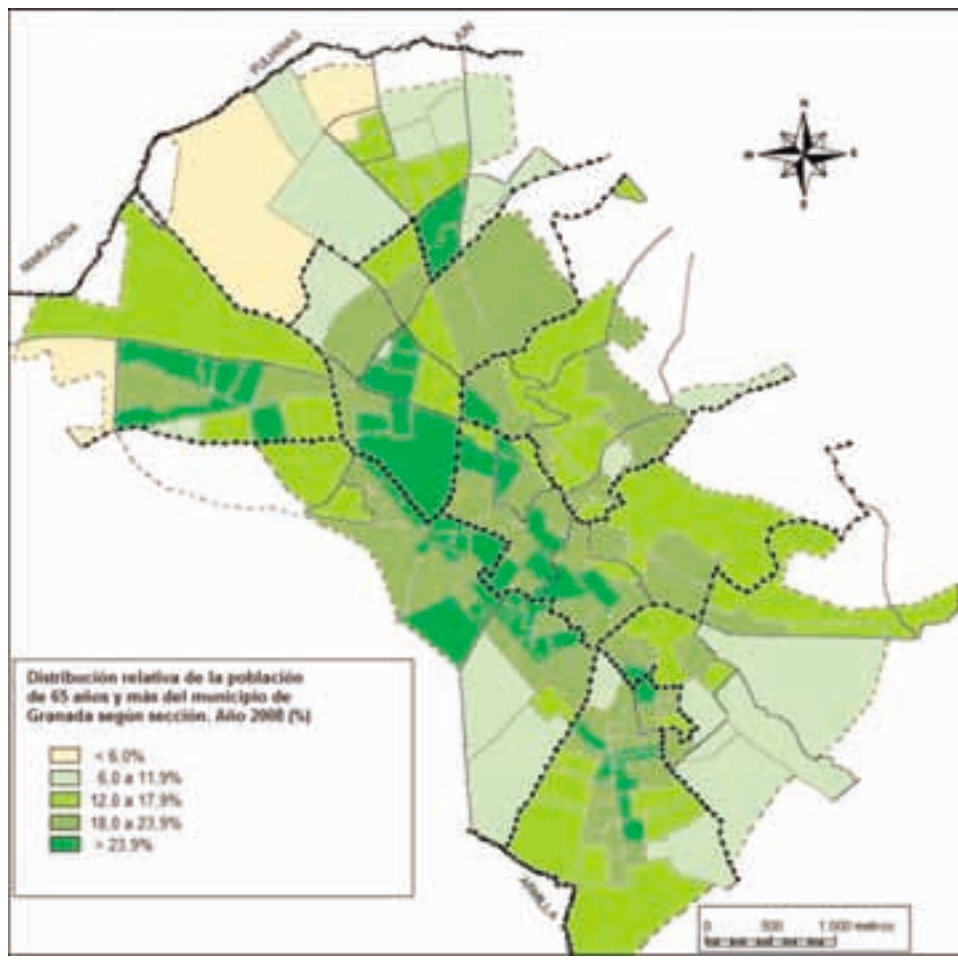 PULIANAS
JUN
MARACENA
N
E
S
Distribución relativa de la población
de 65 años y más del municipio de
Granada según sección. Año 2008 (%)
< 6.0%
6.0 a 11.9%
12.0 a 17.9%
18.0 a 23.9%
> 23.9%
ARMILLA
0 500 1.000 metros